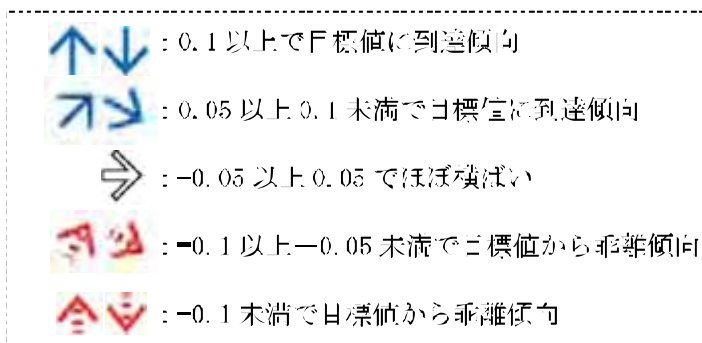 ：0.1以上で目標値に到達傾向
：0.05以上0.1未満で目標値に到達傾向
：-0.05以上0.05でほぼ横ばい
：-0.1以上－0.05未満で目標値から乖離傾向
：-0.1未満で目標値から乖離傾向